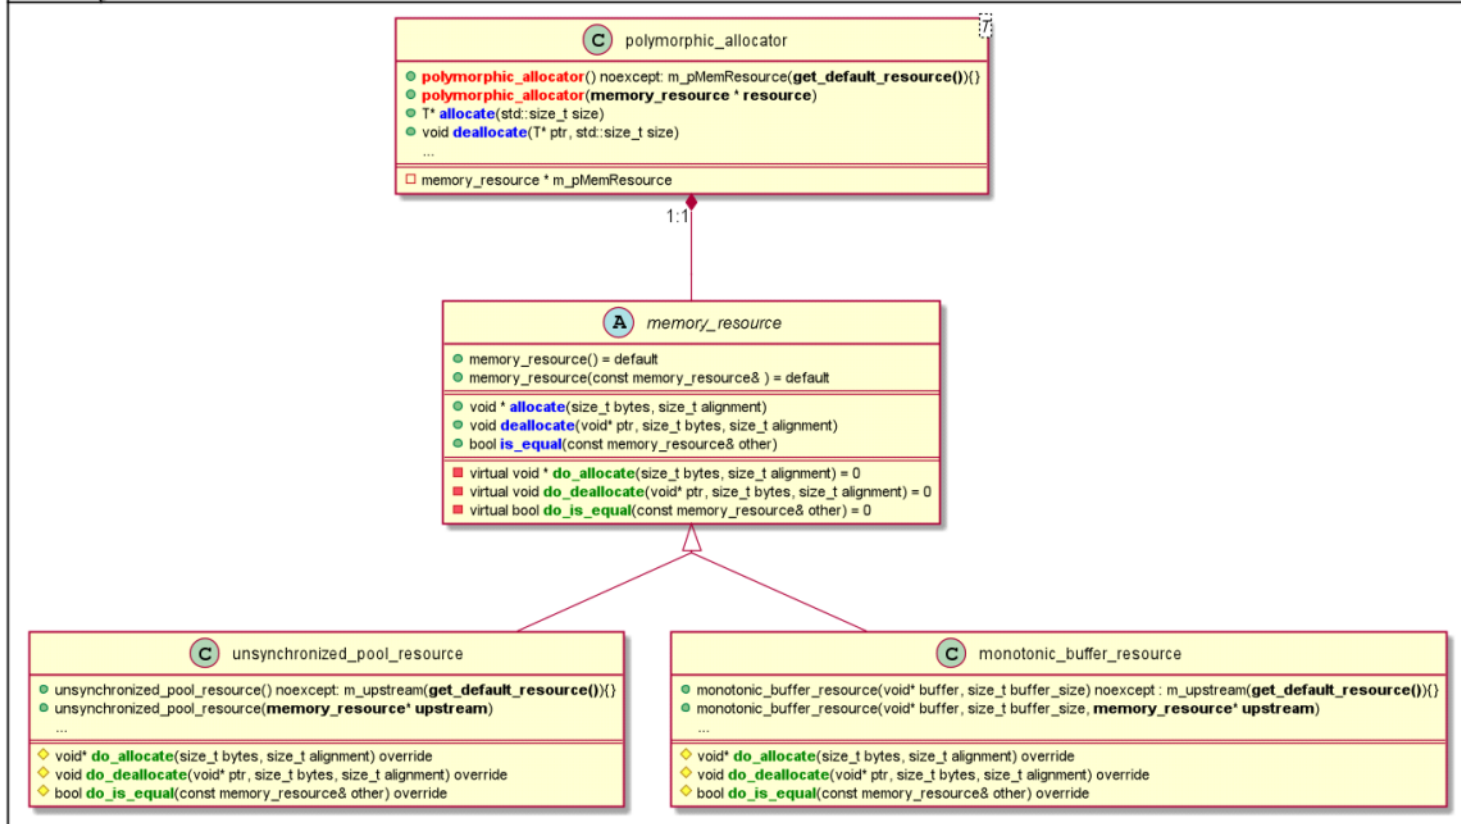 T
C polymorphic_allocator
polymorphic_allocator() noexcept: m_pMemResource(get_default_resource()){}
polymorphic_allocator(memory_resource * resource)
T* allocate(std::size_t size)
void deallocate(T* ptr, std::size_t size)
...
memory_resource * m_pMemResource
1:1
A memory_resource
memory_resource() = default
memory_resource(const memory_resource& ) = default
void * allocate(size_t bytes, size_t alignment)
void deallocate(void* ptr, size_t bytes, size_t alignment)
bool is_equal(const memory_resource& other)
virtual void * do_allocate(size_t bytes, size_t alignment) = 0
virtual void do_deallocate(void* ptr, size_t bytes, size_t alignment) = 0
virtual bool do_is_equal(const memory_resource& other) = 0
C unsynchronized_pool_resource
unsynchronized_pool_resource() noexcept: m_upstream(get_default_resource()){}
unsynchronized_pool_resource(memory_resource* upstream)
...
void* do_allocate(size_t bytes, size_t alignment) override
void do_deallocate(void* ptr, size_t bytes, size_t alignment) override
bool do_is_equal(const memory_resource& other) override
C monotonic_buffer_resource
monotonic_buffer_resource(void* buffer, size_t buffer_size) noexcept : m_upstream(get_default_resource()){}
monotonic_buffer_resource(void* buffer, size_t buffer_size, memory_resource* upstream)
...
void* do_allocate(size_t bytes, size_t alignment) override
void do_deallocate(void* ptr, size_t bytes, size_t alignment) override
bool do_is_equal(const memory_resource& other) override